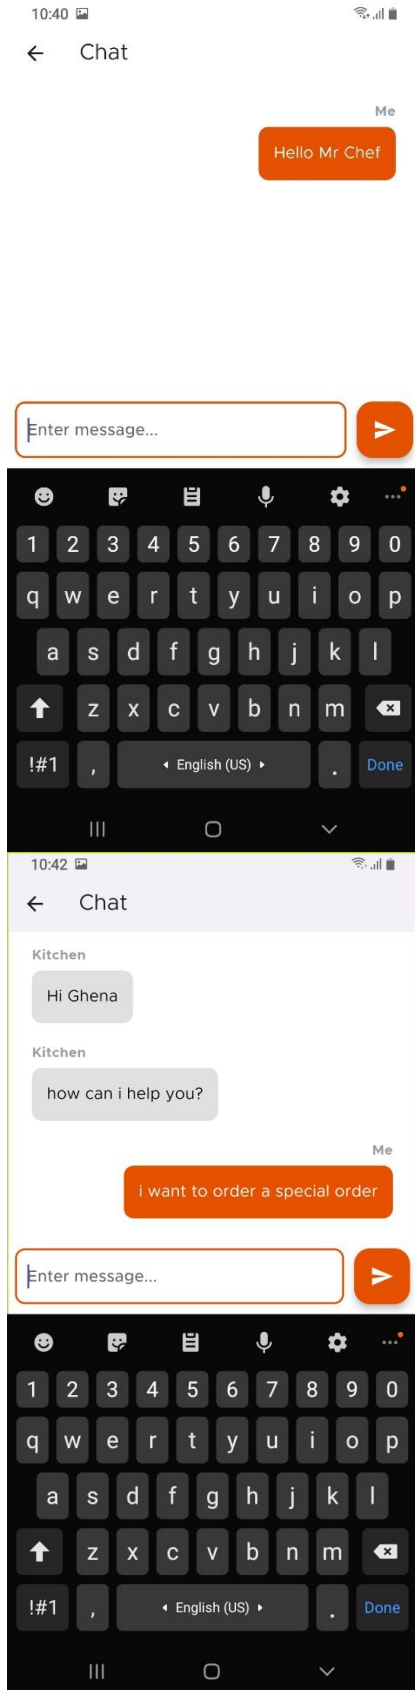 10:40
Chat
Me
Hello Mr Chef
Enter message...
1 2 3 4 5 6 7 8 9 0
q w e r t y u i o p
a s d f g h j k l
z x c v b n m
!#1 , English (US) . Done
10:42
Chat
Kitchen
Hi Ghena
Kitchen
how can i help you?
Me
i want to order a special order
Enter message...
1 2 3 4 5 6 7 8 9 0
q w e r t y u i o p
a s d f g h j k l
z x c v b n m
!#1 , English (US) . Done